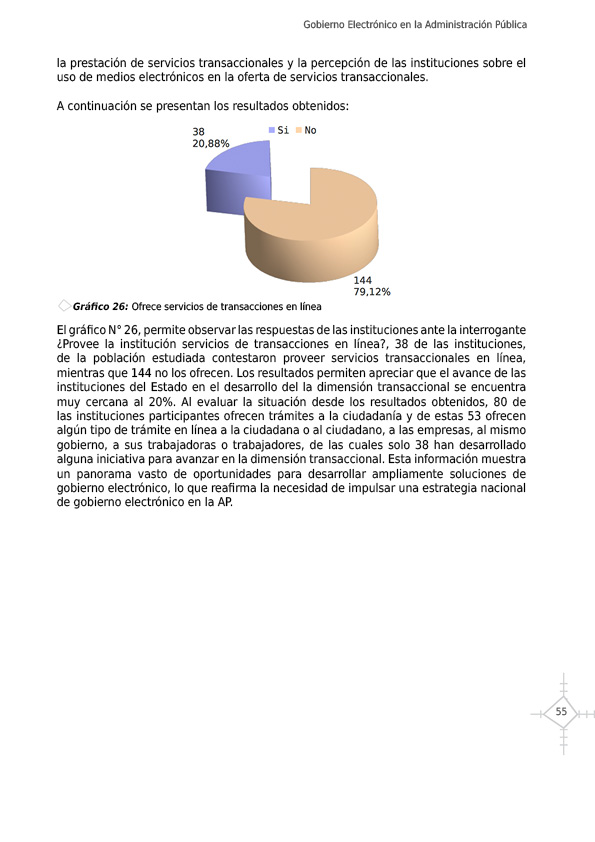 Gobierno Electrónico en la Administración Pública
la prestación de servicios transaccionales y la percepción de las instituciones sobre el
uso de medios electrónicos en la oferta de servicios transaccionales.
A continuación se presentan los resultados obtenidos:
Si No
38
20,88%
144
79,12%
Gráfico 26: Ofrece servicios de transacciones en línea
El gráfico N° 26, permite observar las respuestas de las instituciones ante la interrogante
¿Provee la institución servicios de transacciones en línea?, 38 de las instituciones,
de la población estudiada contestaron proveer servicios transaccionales en línea,
mientras que 144 no los ofrecen. Los resultados permiten apreciar que el avance de las
instituciones del Estado en el desarrollo del la dimensión transaccional se encuentra
muy cercana al 20%. Al evaluar la situación desde los resultados obtenidos, 80 de
las instituciones participantes ofrecen trámites a la ciudadanía y de estas 53 ofrecen
algún tipo de trámite en línea a la ciudadana o al ciudadano, a las empresas, al mismo
gobierno, a sus trabajadoras o trabajadores, de las cuales solo 38 han desarrollado
alguna iniciativa para avanzar en la dimensión transaccional. Esta información muestra
un panorama vasto de oportunidades para desarrollar ampliamente soluciones de
gobierno electrónico, lo que reafirma la necesidad de impulsar una estrategia nacional
de gobierno electrónico en la AP.
55